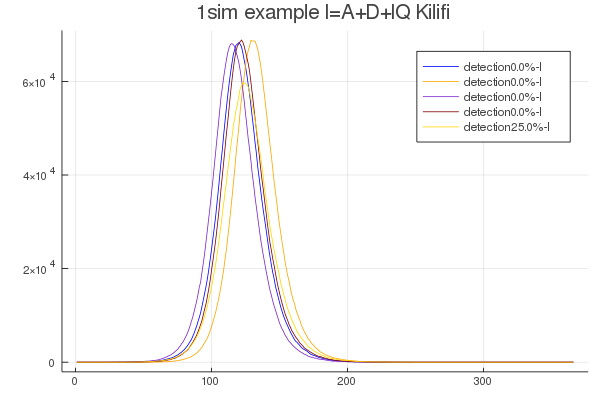 1sim example I=A+D+IQ Kilifi
detection0.0%-I
detection0.0%-I
detection0.0%-I
detection0.0%-I
detection25.0%-I
6×10^4
4×10^4
2×10^4
0
0 100 200 300